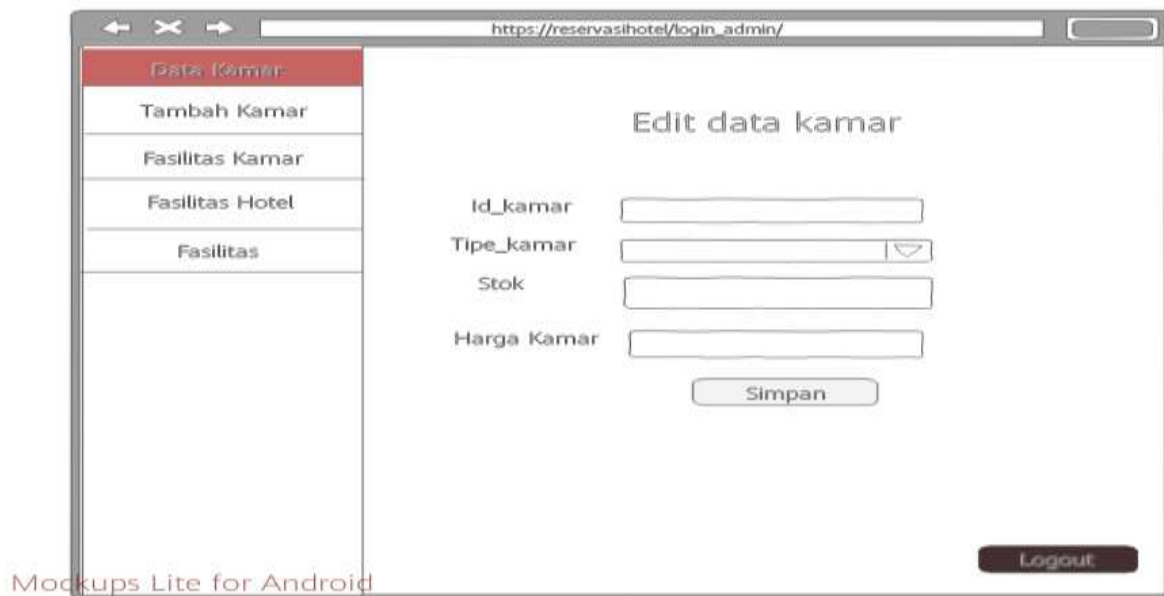 https://reservasihotel/login_admin/
Data Kamar
Tambah Kamar
Fasilitas Kamar
Fasilitas Hotel
Fasilitas
Edit data kamar
Id_kamar
Tipe_kamar
Stok
Harga Kamar
Simpan
Logout
Mockups Lite for Android